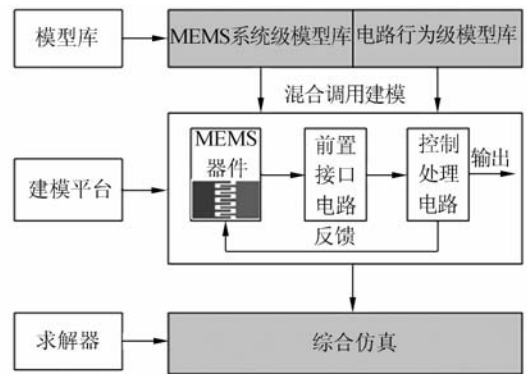 模型库
MEMS系统级模型库
电路行为级模型库
混合调用建模
建模平台
MEMS
器件
前置
接口
电路
控制
处理
电路
输出
反馈
求解器
综合仿真